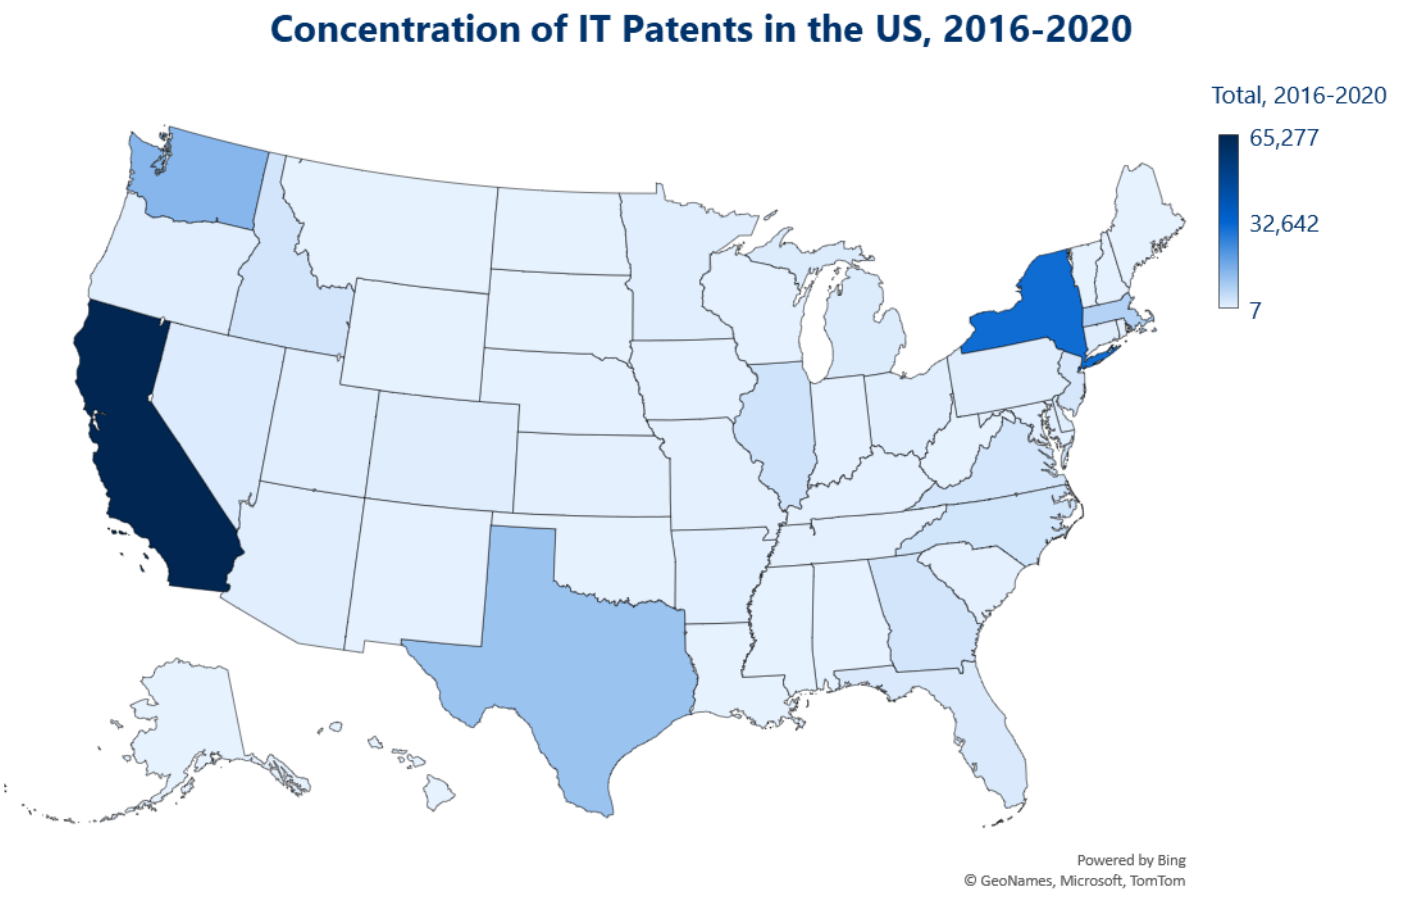 Concentration of IT Patents in the US, 2016-2020
Total, 2016-2020
65,277
32,642
7
Powered by Bing
© GeoNames, Microsoft, TomTom